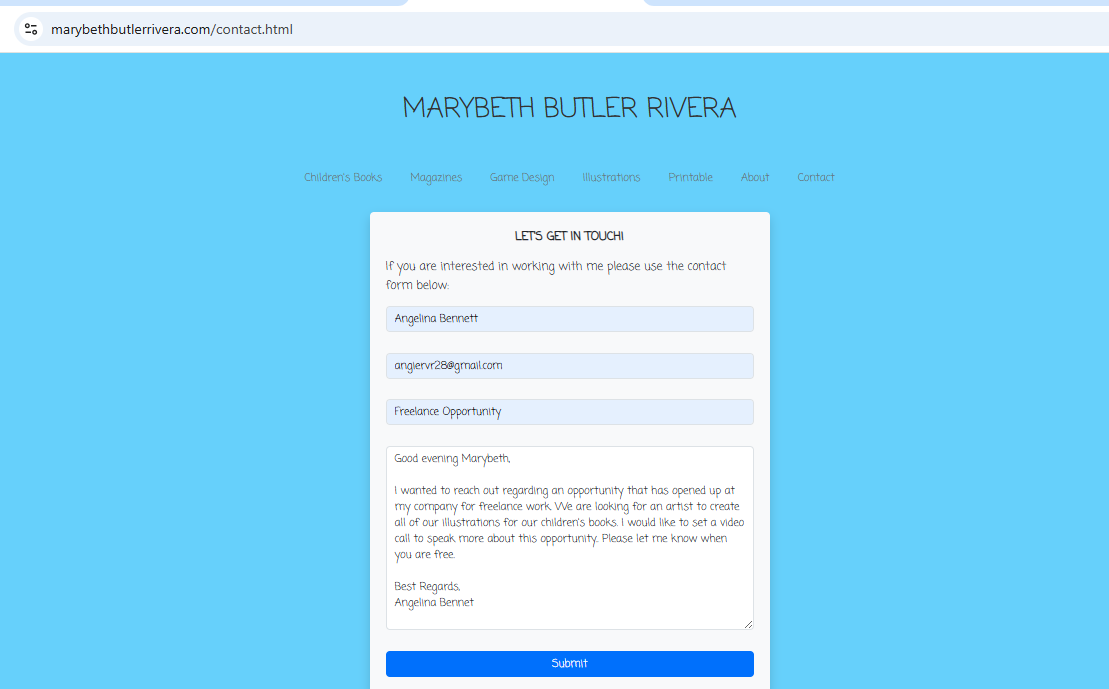 marybethbutlerrivera.com/contact.html
MARYBETH BUTLER RIVERA
Children's Books Magazines Game Design Illustrations Printable About Contact
LET'S GET IN TOUCH!
If you are interested in working with me please use the contact
form below:
Angelina Bennett
angiervr28@gmail.com
Freelance Opportunity
Good evening Marybeth,
I wanted to reach out regarding an opportunity that has opened up at
my company for freelance work. We are looking for an artist to create
all of our illustrations for our children's books. I would like to set a video
call to speak more about this opportunity. Please let me know when
you are free.
Best Regards,
Angelina Bennet
Submit